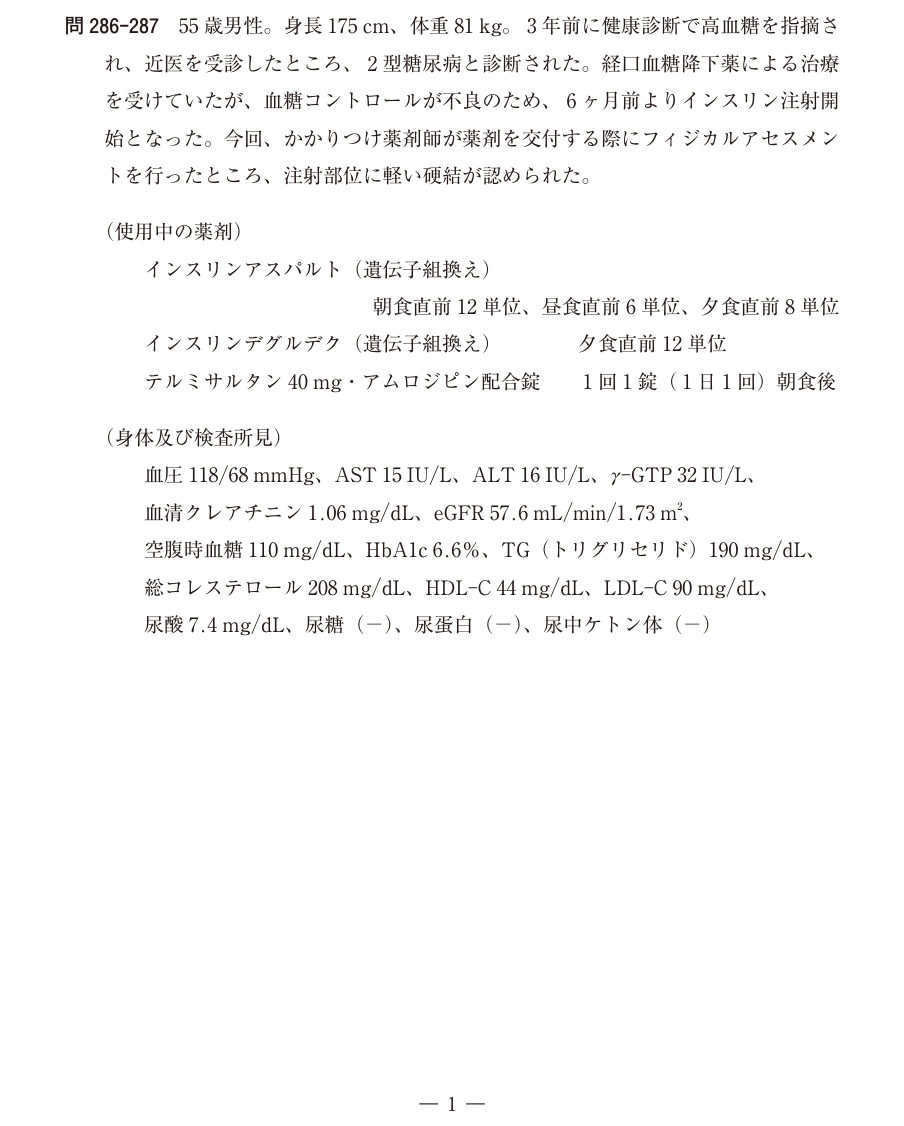 問 286-287 55 歳男性。身長 175 cm、体重 81 kg。3 年前に健康診断で高血糖を指摘さ
れ、近医を受診したところ、2 型糖尿病と診断された。経口血糖降下薬による治療
を受けていたが、血糖コントロールが不良のため、6 ヶ月前よりインスリン注射開
始となった。今回、かかりつけ薬剤師が薬剤を交付する際にフィジカルアセスメン
トを行ったところ、注射部位に軽い硬結が認められた。
（使用中の薬剤）
インスリンアスパルト（遺伝子組換え）
朝食直前 12 単位、昼食直前 6 単位、夕食直前 8 単位
インスリンデグルデク（遺伝子組換え） 夕食直前 12 単位
テルミサルタン 40 mg・アムロジピン配合錠 1 回 1 錠（1 日 1 回）朝食後
（身体及び検査所見）
血圧 118/68 mmHg、AST 15 IU/L、ALT 16 IU/L、γ-GTP 32 IU/L、
血清クレアチニン 1.06 mg/dL、eGFR 57.6 mL/min/1.73 m²、
空腹時血糖 110 mg/dL、HbA1c 6.6%、TG（トリグリセリド）190 mg/dL、
総コレステロール 208 mg/dL、HDL-C 44 mg/dL、LDL-C 90 mg/dL、
尿酸 7.4 mg/dL、尿糖（－）、尿蛋白（－）、尿中ケトン体（－）
― 1 ―